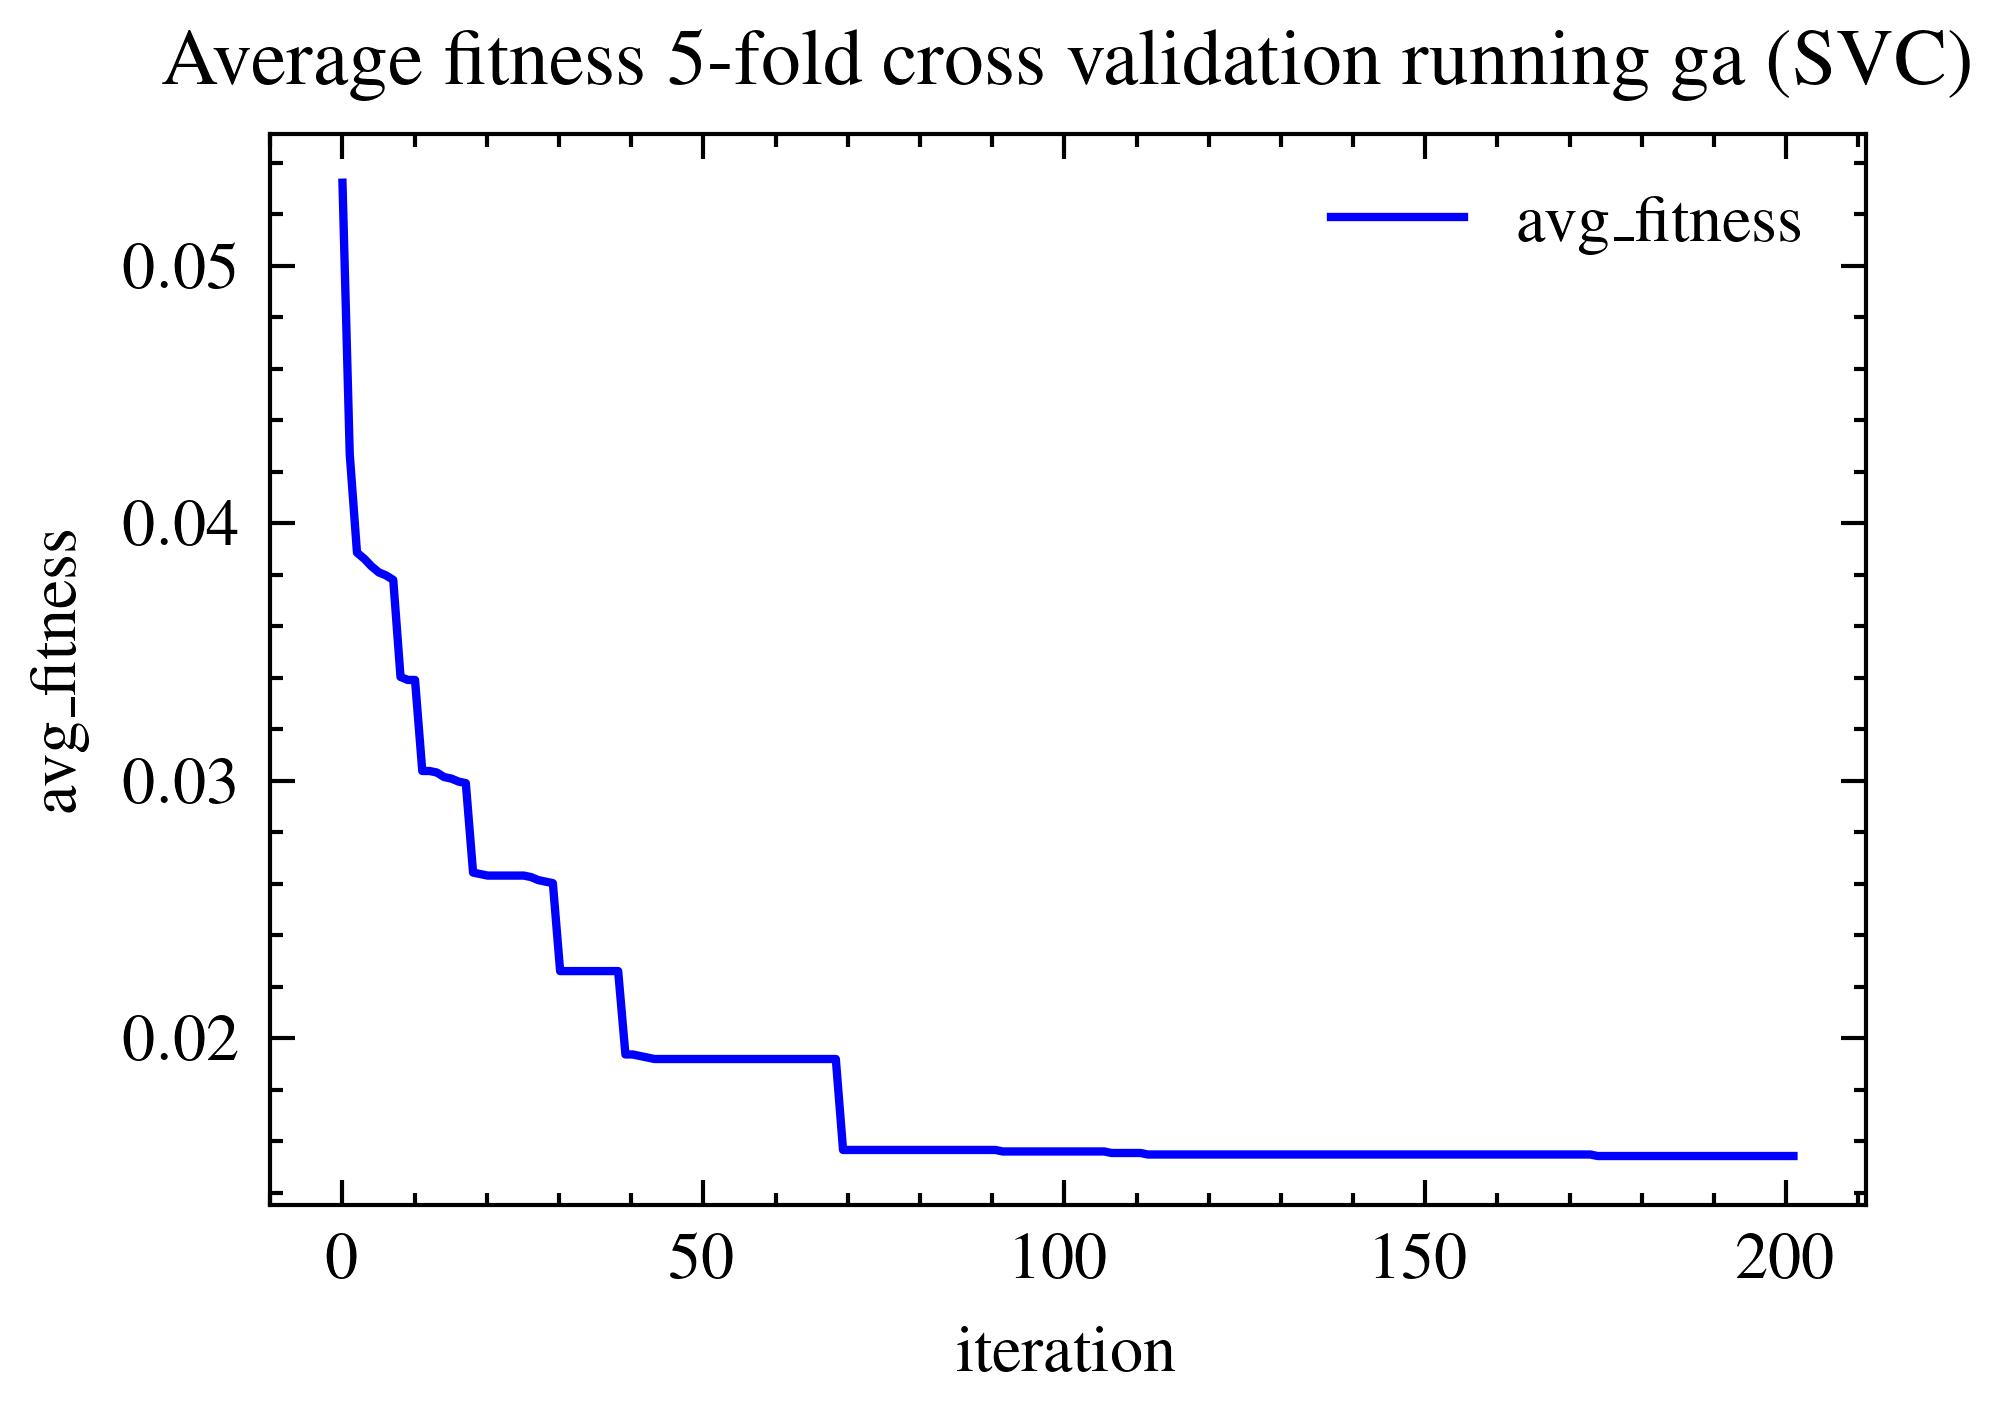 Average fitness 5-fold cross validation running ga (SVC)
avg_fitness
0.05
0.04
0.03
0.02
avg_fitness
0
50
100
150
200
iteration